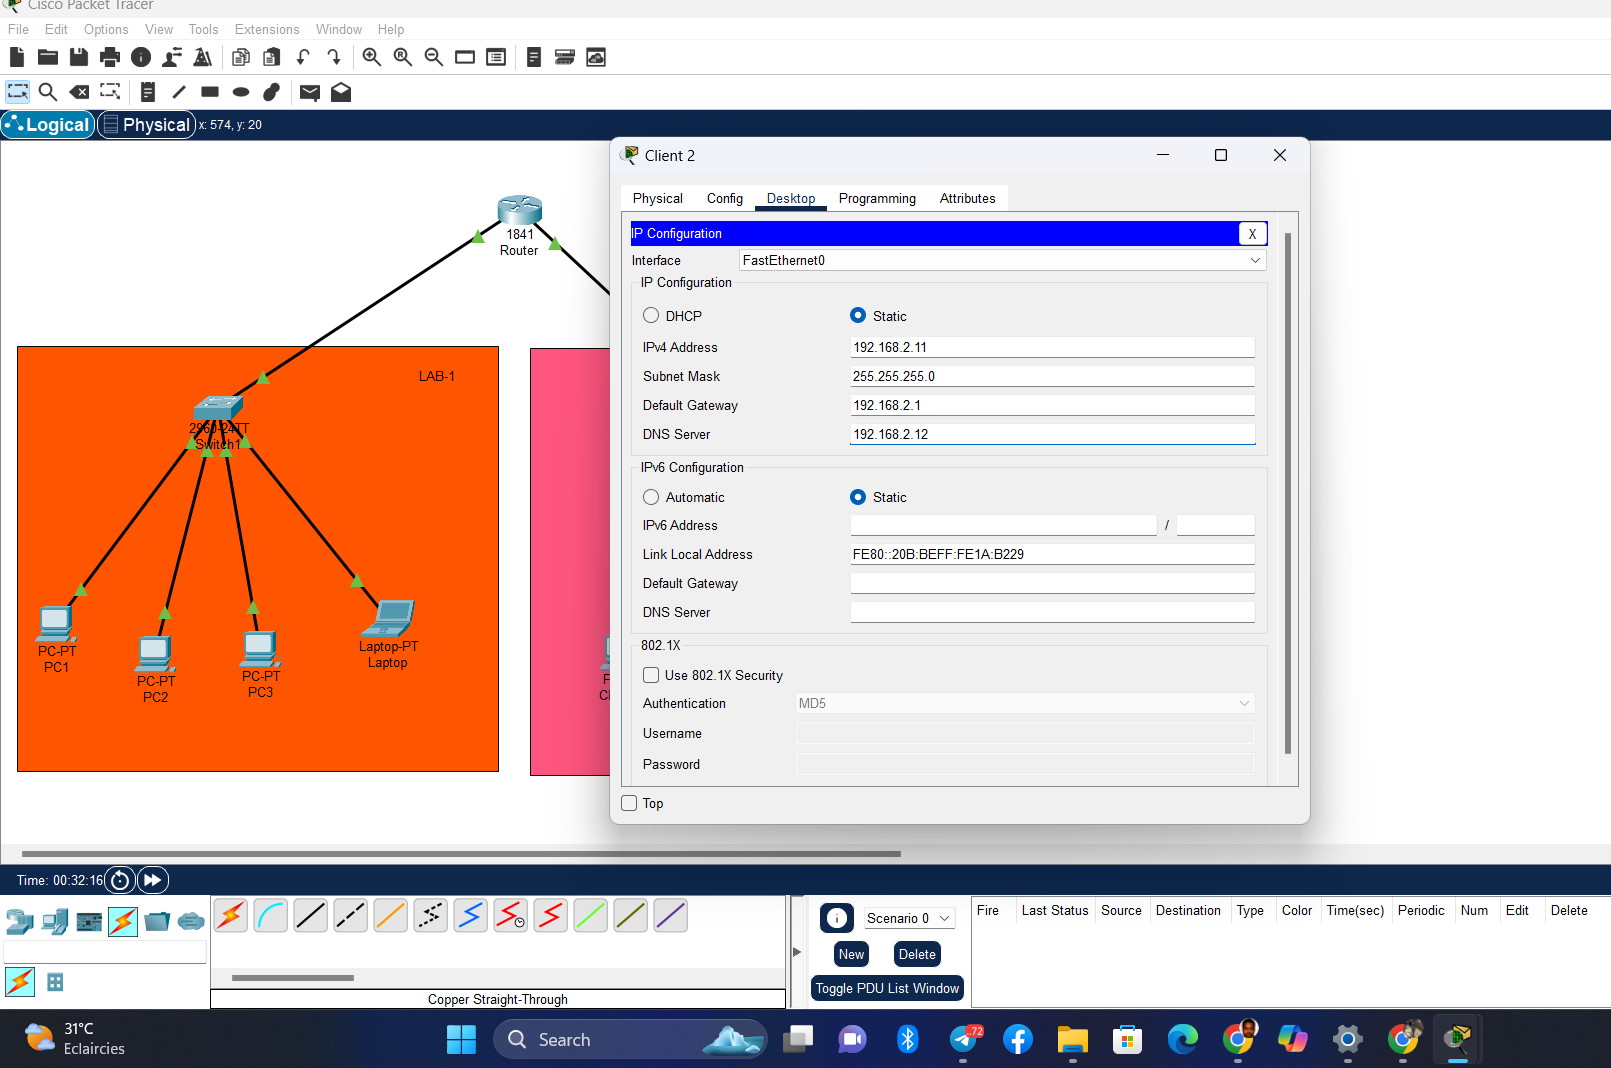 Cisco Packet Tracer
File Edit Options View Tools Extensions Window Help
Logical Physical x: 574, y: 20
1841
Router
LAB-1
2960-24TT
Switch1
PC-PT
PC1
PC-PT
PC2
PC-PT
PC3
Laptop-PT
Laptop
Client 2
Physical Config Desktop Programming Attributes
IP Configuration X
Interface FastEthernet0
IP Configuration
DHCP Static
IPv4 Address 192.168.2.11
Subnet Mask 255.255.255.0
Default Gateway 192.168.2.1
DNS Server 192.168.2.12
IPv6 Configuration
Automatic Static
IPv6 Address /
Link Local Address FE80::20B:BEFF:FE1A:B229
Default Gateway
DNS Server
802.1X
Use 802.1X Security
Authentication MD5
Username
Password
Top
Time: 00:32:16
Copper Straight-Through
Scenario 0
New Delete
Toggle PDU List Window
Fire Last Status Source Destination Type Color Time(sec) Periodic Num Edit Delete
31°C
Eclaircies
Search
..72